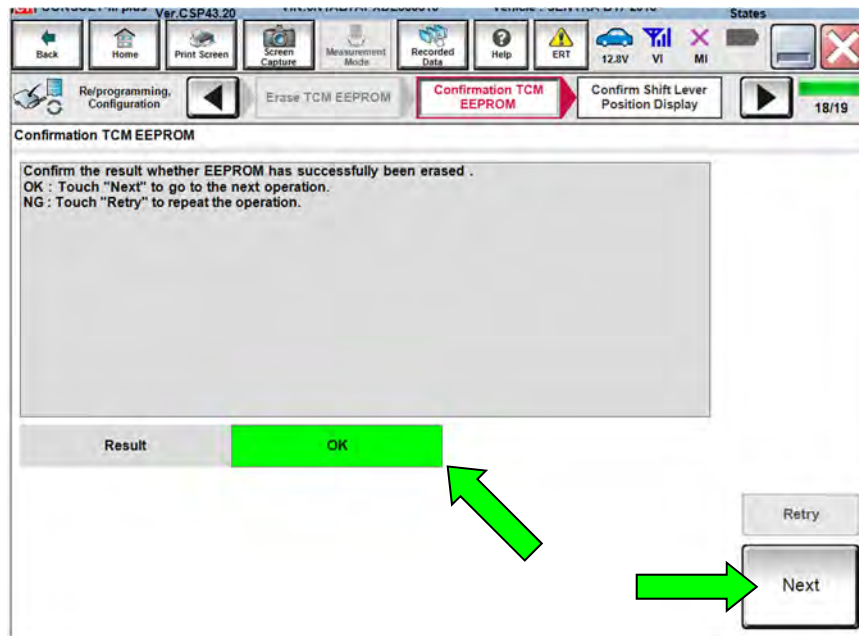 Ver.CSP43.20
States
Back
Home
Print Screen
Screen
Capture
Measurement
Mode
Recorded
Data
Help
ERT
12.8V
VI
MI
Re/programming,
Configuration
Erase TCM EEPROM
Confirmation TCM
EEPROM
Confirm Shift Lever
Position Display
18/19
Confirmation TCM EEPROM
Confirm the result whether EEPROM has successfully been erased .
OK : Touch "Next" to go to the next operation.
NG : Touch "Retry" to repeat the operation.
Result
OK
Retry
Next